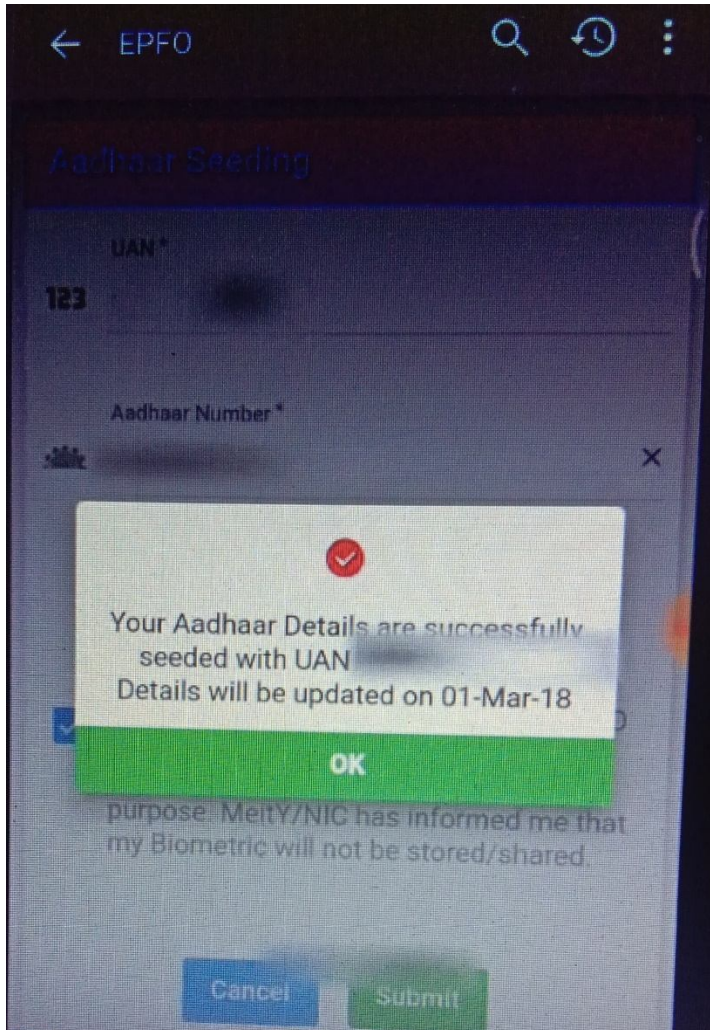 EPFO
Aadhaar Seeding
UAN *
123
Aadhaar Number *
Your Aadhaar Details are successfully
seeded with UAN
Details will be updated on 01-Mar-18
OK
purpose. MeitY/NIC has informed me that
my Biometric will not be stored/shared.
Cancel
Submit